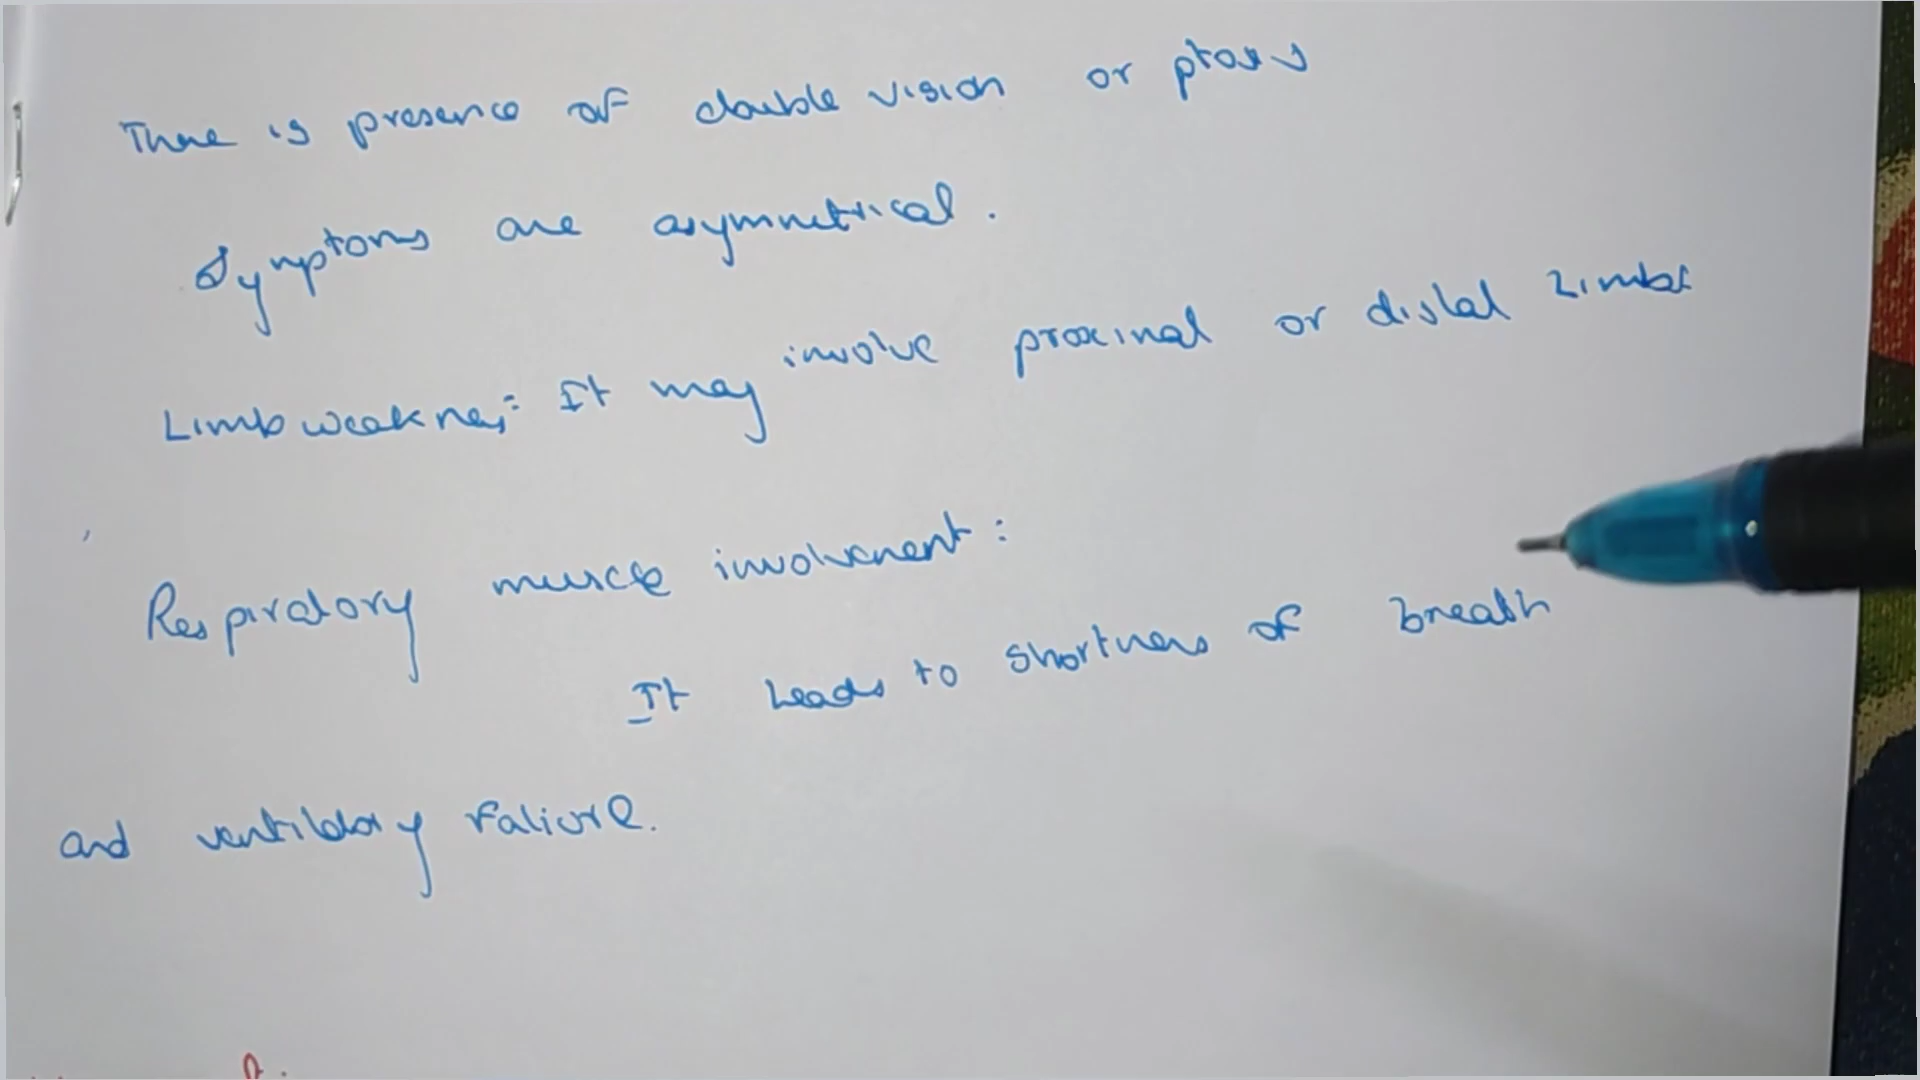 There is presence of double vision or ptosis
Symptoms are asymmetrical.
Limb weakness: It may involve proximal or distal Limbs
Respiratory muscle involvement:
It leads to shortness of breath
and ventilatory faliure.